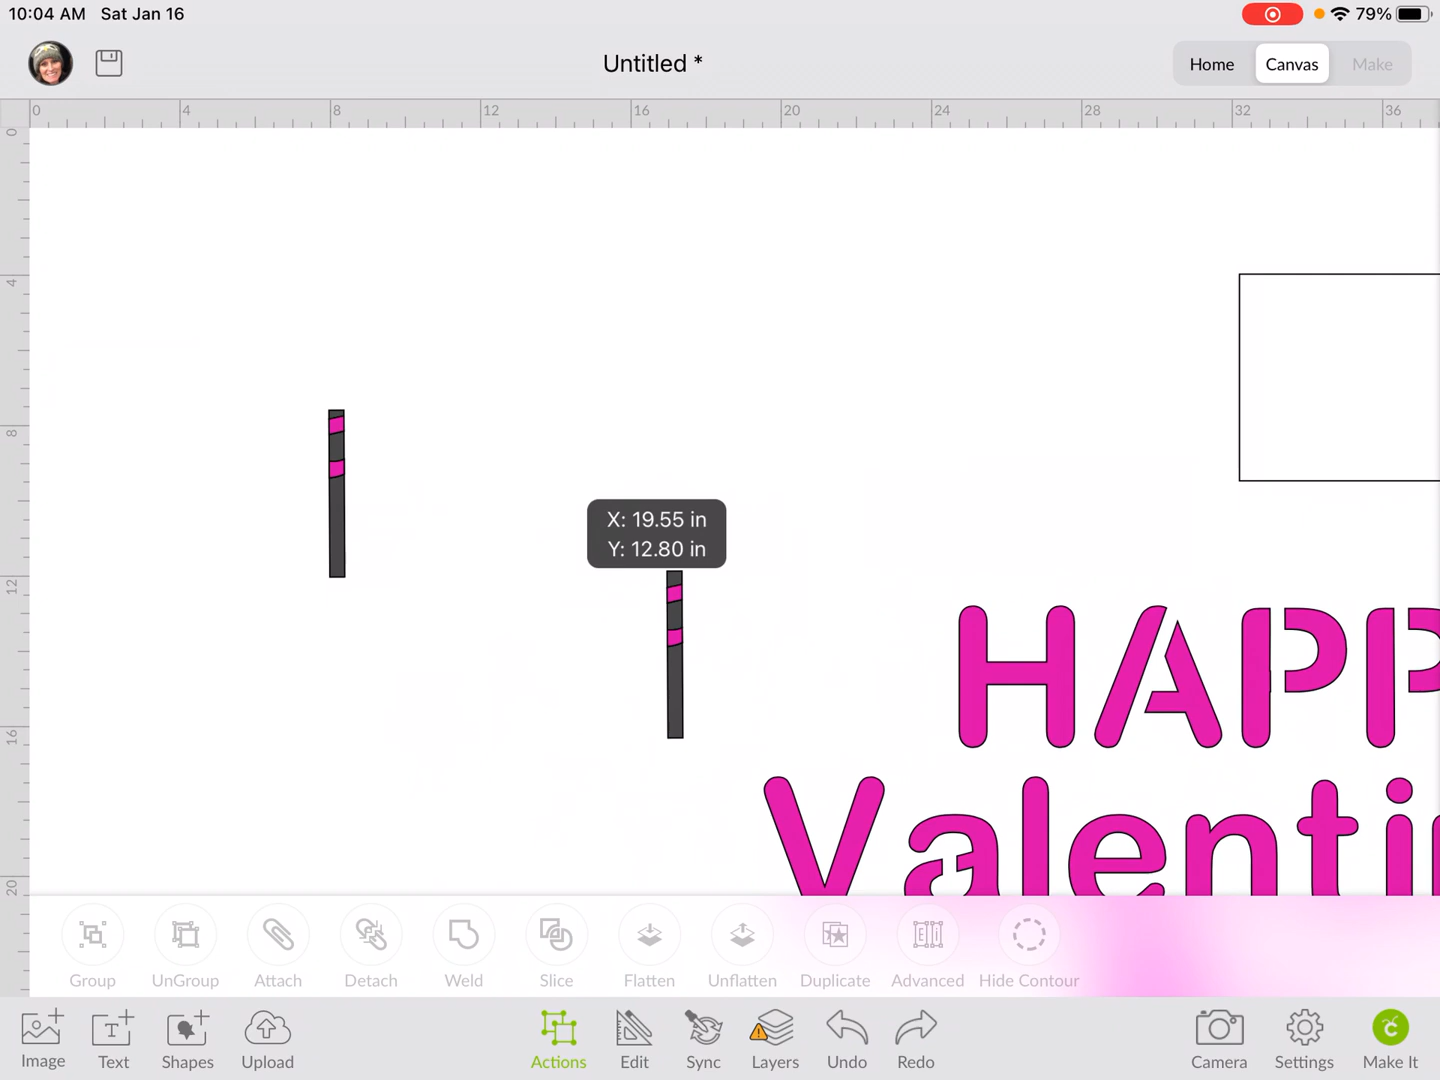 10:04 AM Sat Jan 16
79%
Untitled *
Home Canvas Make
0 4 8 12 16 20 24 28 32 36
0
4
8
12
16
20
X: 19.55 in
Y: 12.80 in
HAPP
Valenti
Group UnGroup Attach Detach Weld Slice Flatten Unflatten Duplicate Advanced Hide Contour
Image Text Shapes Upload Actions Edit Sync Layers Undo Redo Camera Settings Make It